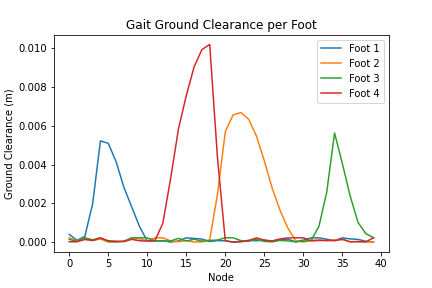 Gait Ground Clearance per Foot
Foot 1
Foot 2
Foot 3
Foot 4
Ground Clearance (m)
0.010
0.008
0.006
0.004
0.002
0.000
0 5 10 15 20 25 30 35 40
Node